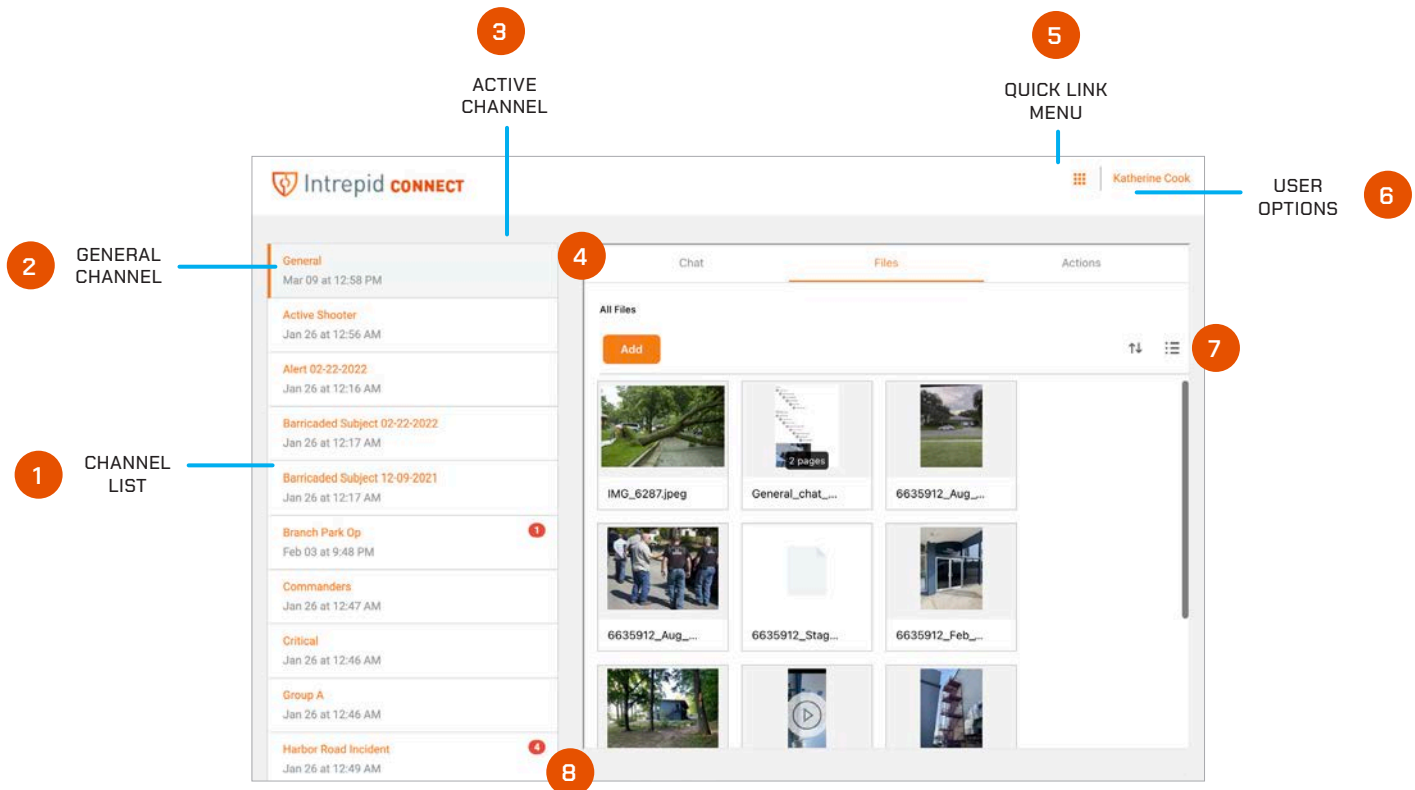 3
ACTIVE
CHANNEL
5
QUICK LINK
MENU
Intrepid CONNECT
Katherine Cook
USER
OPTIONS
6
2
GENERAL
CHANNEL
General
Mar 09 at 12:58 PM
Active Shooter
Jan 26 at 12:56 AM
Alert 02-22-2022
Jan 26 at 12:16 AM
Barricaded Subject 02-22-2022
Jan 26 at 12:17 AM
1
CHANNEL
LIST
Barricaded Subject 12-09-2021
Jan 26 at 12:17 AM
Branch Park Op
1
Feb 03 at 9:48 PM
Commanders
Jan 26 at 12:47 AM
Critical
Jan 26 at 12:46 AM
Group A
Jan 26 at 12:46 AM
Harbor Road Incident
4
Jan 26 at 12:49 AM
8
4
Chat
Files
Actions
All Files
Add
7
2 pages
IMG_6287.jpeg
General_chat_...
6635912_Aug_...
6635912_Aug_...
6635912_Stag...
6635912_Feb_...